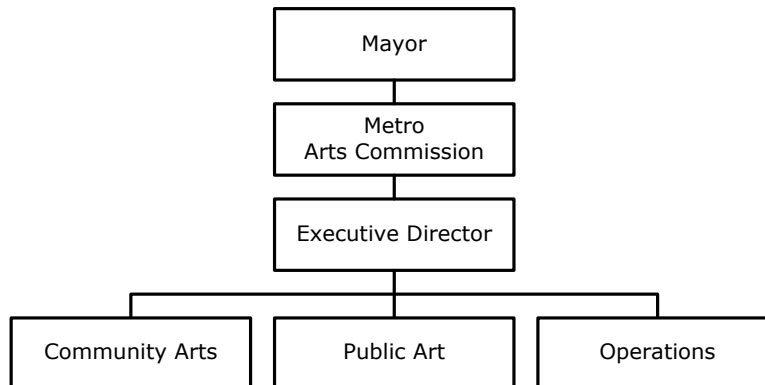 Mayor
Metro
Arts Commission
Executive Director
Community Arts
Public Art
Operations